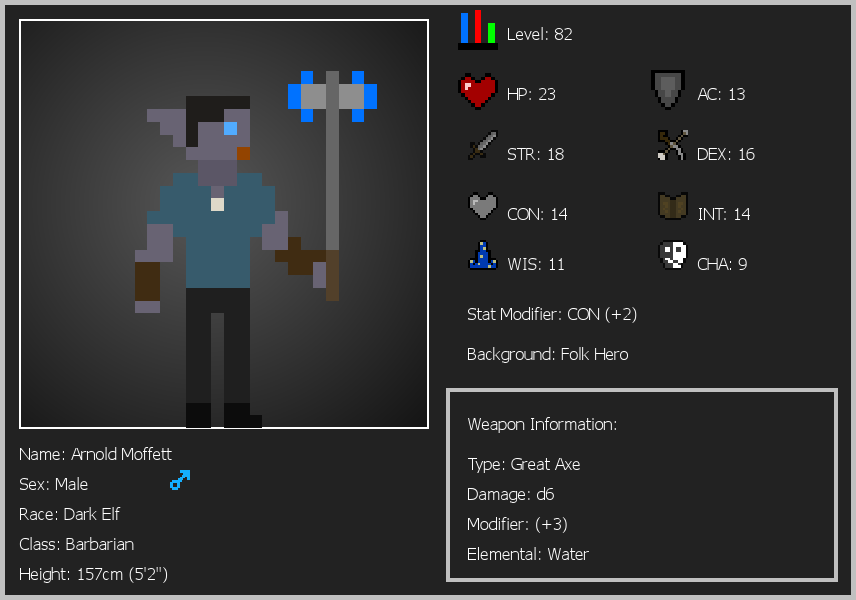 Level: 82
HP: 23
AC: 13
STR: 18
DEX: 16
CON: 14
INT: 14
WIS: 11
CHA: 9
Stat Modifier: CON (+2)
Background: Folk Hero
Weapon Information:
Type: Great Axe
Damage: d6
Modifier: (+3)
Elemental: Water
Name: Arnold Moffett
Sex: Male
Race: Dark Elf
Class: Barbarian
Height: 157cm (5'2")